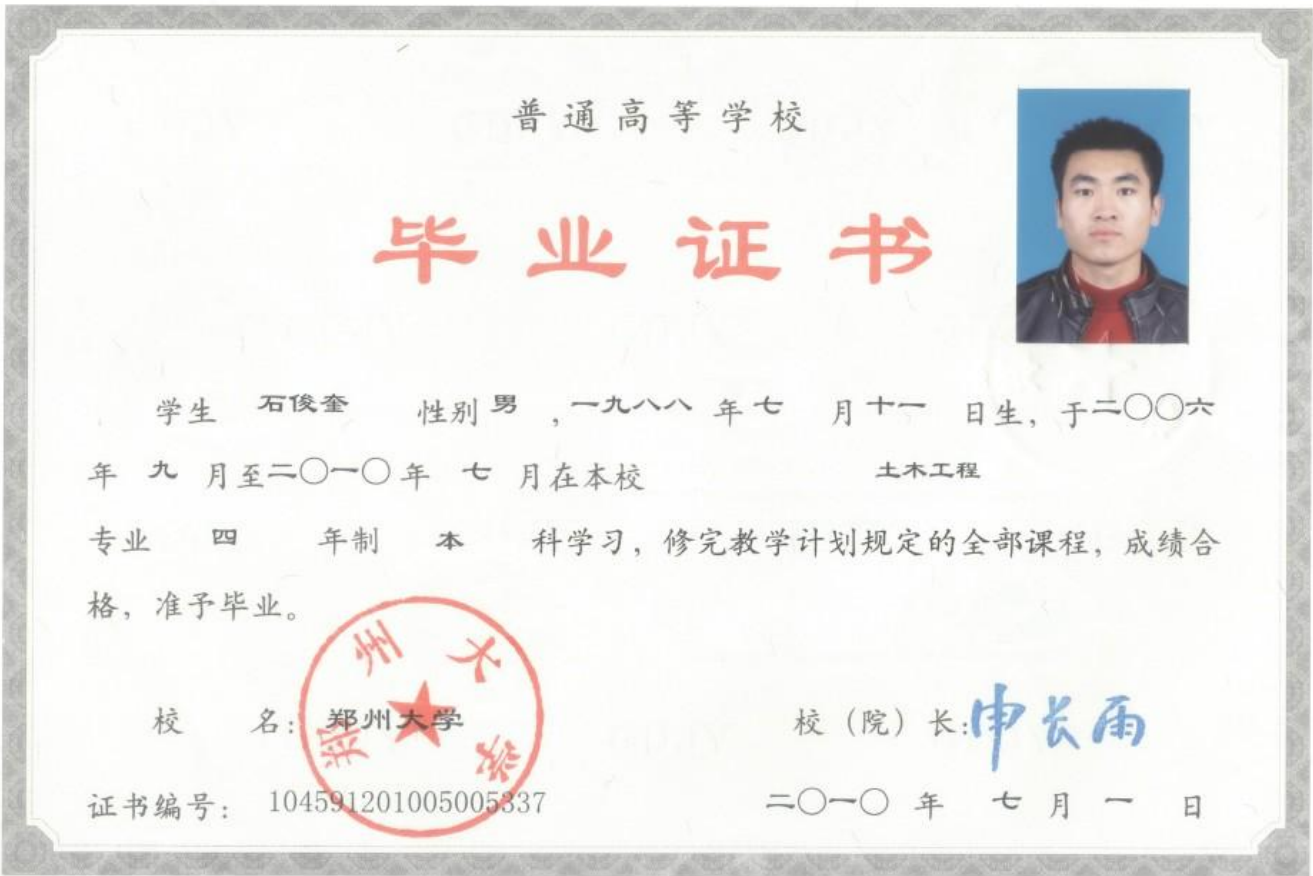 普通高等学校
毕业证书
学生 石俊奎 性别 男 ,一九八八 年 七 月 十一 日生, 于二〇〇六
年 九 月至二〇一〇年 七 月在本校 土木工程
专业 四 年制 本 科学习, 修完教学计划规定的全部课程, 成绩合
格, 准予毕业。
郑州大学
校 名: 郑州大学 校 (院) 长: 申长雨
证书编号: 104591201005005337 二〇一〇 年 七 月 一 日